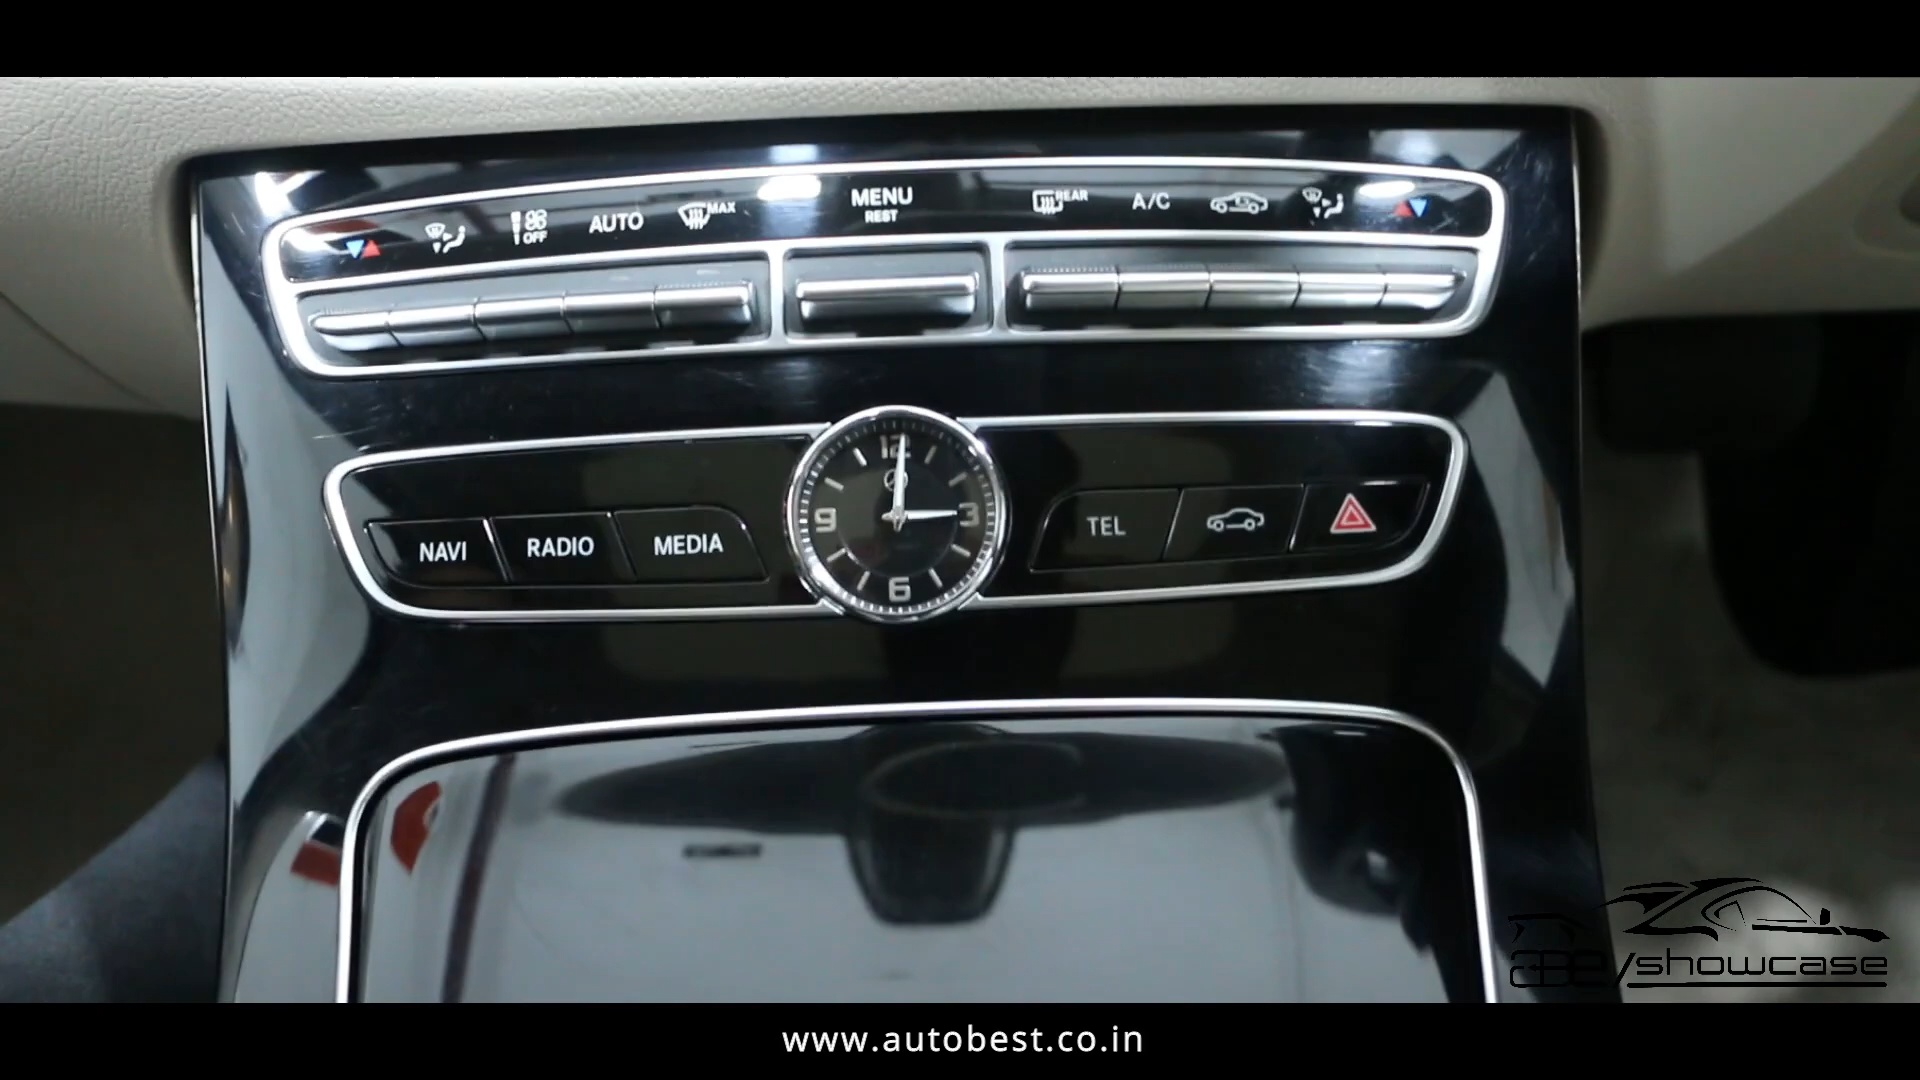 OFF
AUTO
MAX
MENU
REST
REAR
A/C
12
9
3
6
NAVI
RADIO
MEDIA
TEL
showcase
www.autobest.co.in